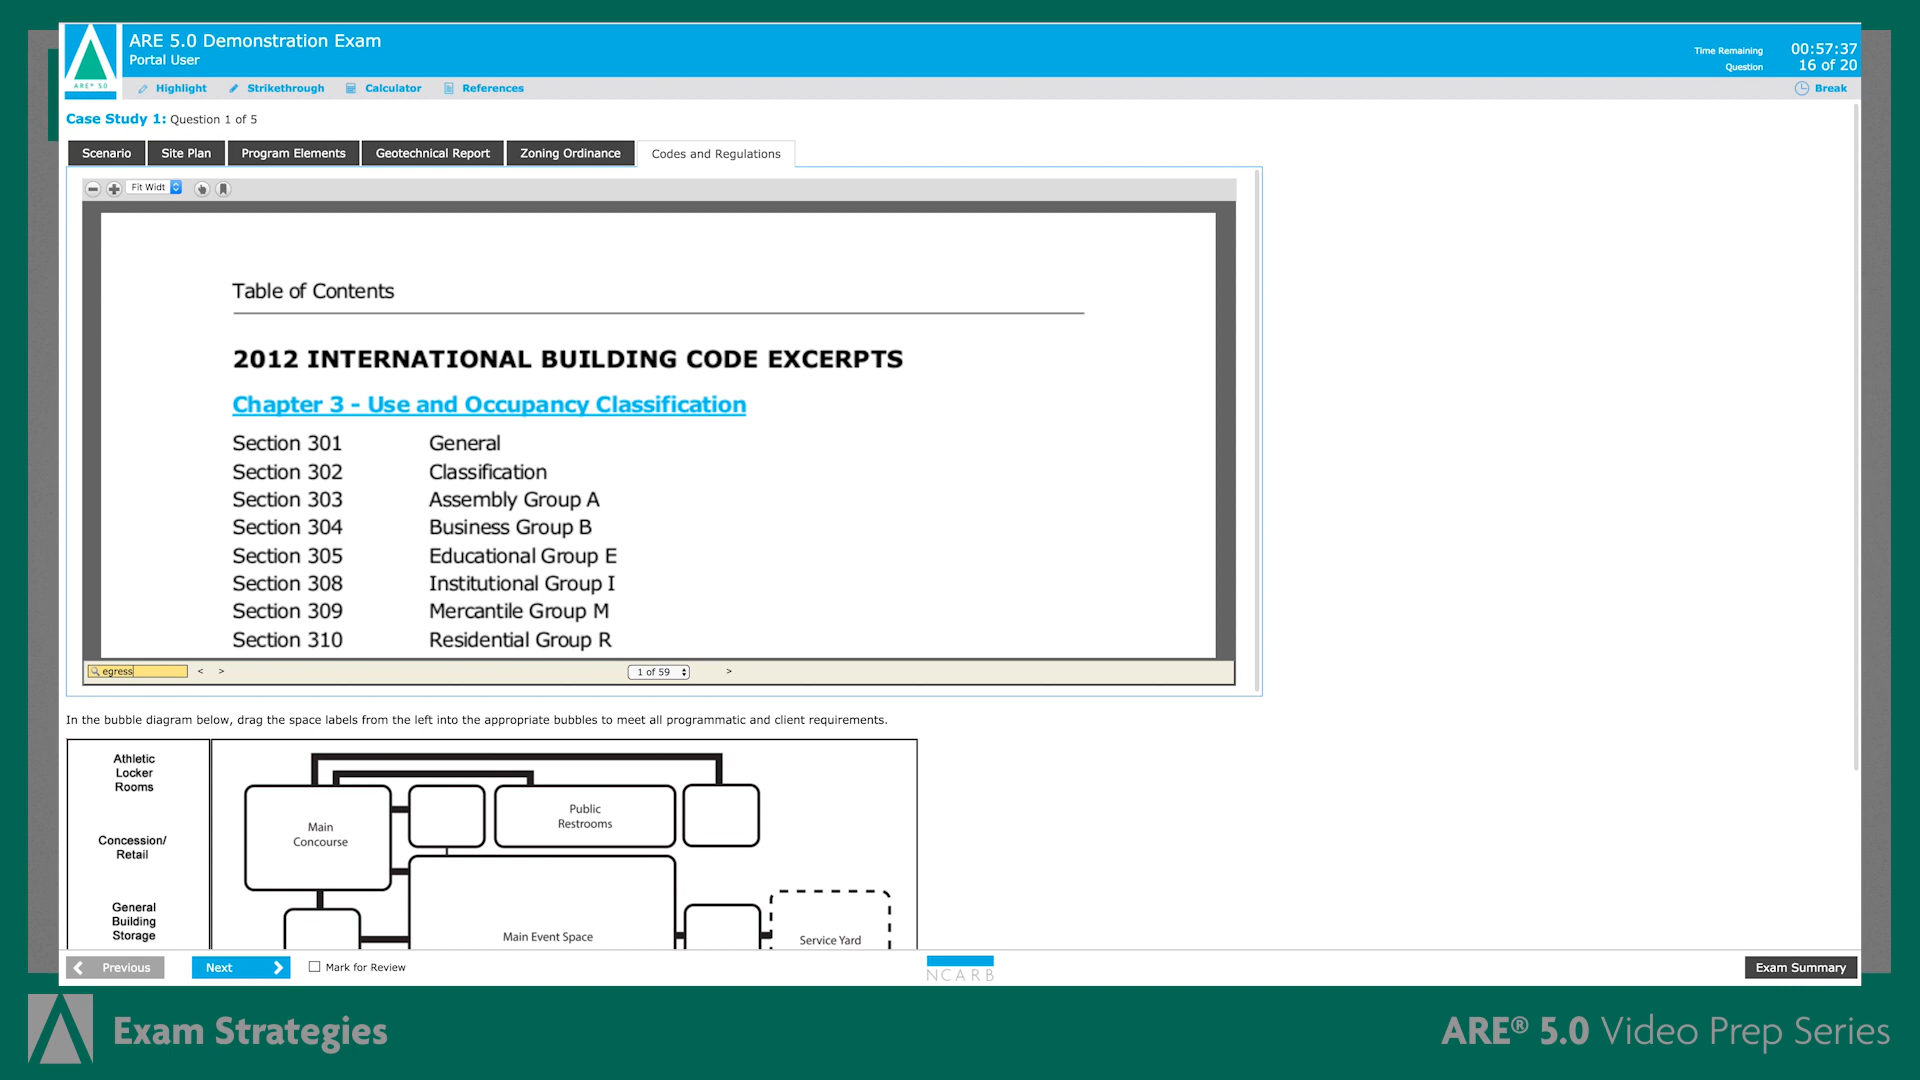 ARE 5.0 Demonstration Exam
Portal User
Time Remaining 00:57:37
Question 16 of 20
ARE® 5.0
Highlight Strikethrough Calculator References Break
Case Study 1: Question 1 of 5
Scenario Site Plan Program Elements Geotechnical Report Zoning Ordinance Codes and Regulations
Fit Widt
Table of Contents
2012 INTERNATIONAL BUILDING CODE EXCERPTS
Chapter 3 - Use and Occupancy Classification
Section 301 General
Section 302 Classification
Section 303 Assembly Group A
Section 304 Business Group B
Section 305 Educational Group E
Section 308 Institutional Group I
Section 309 Mercantile Group M
Section 310 Residential Group R
egress < > 1 of 59 >
In the bubble diagram below, drag the space labels from the left into the appropriate bubbles to meet all programmatic and client requirements.
Athletic
Locker
Rooms
Concession/
Retail
General
Building
Storage
Main
Concourse
Public
Restrooms
Main Event Space
Service Yard
Previous Next Mark for Review
NCARB
Exam Summary
Exam Strategies
ARE® 5.0 Video Prep Series